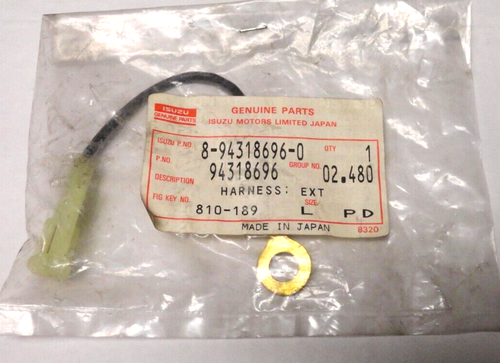 ISUZU
GENUINE PARTS
GENUINE PARTS
ISUZU MOTORS LIMITED JAPAN
ISUZU P.NO 8-94318696-0 QTY 1
P.NO. 94318696 GROUP NO. 02.480
DESCRIPTION HARNESS: EXT
FIG KEY NO. 810-189 SIZE L PD
MADE IN JAPAN 8320